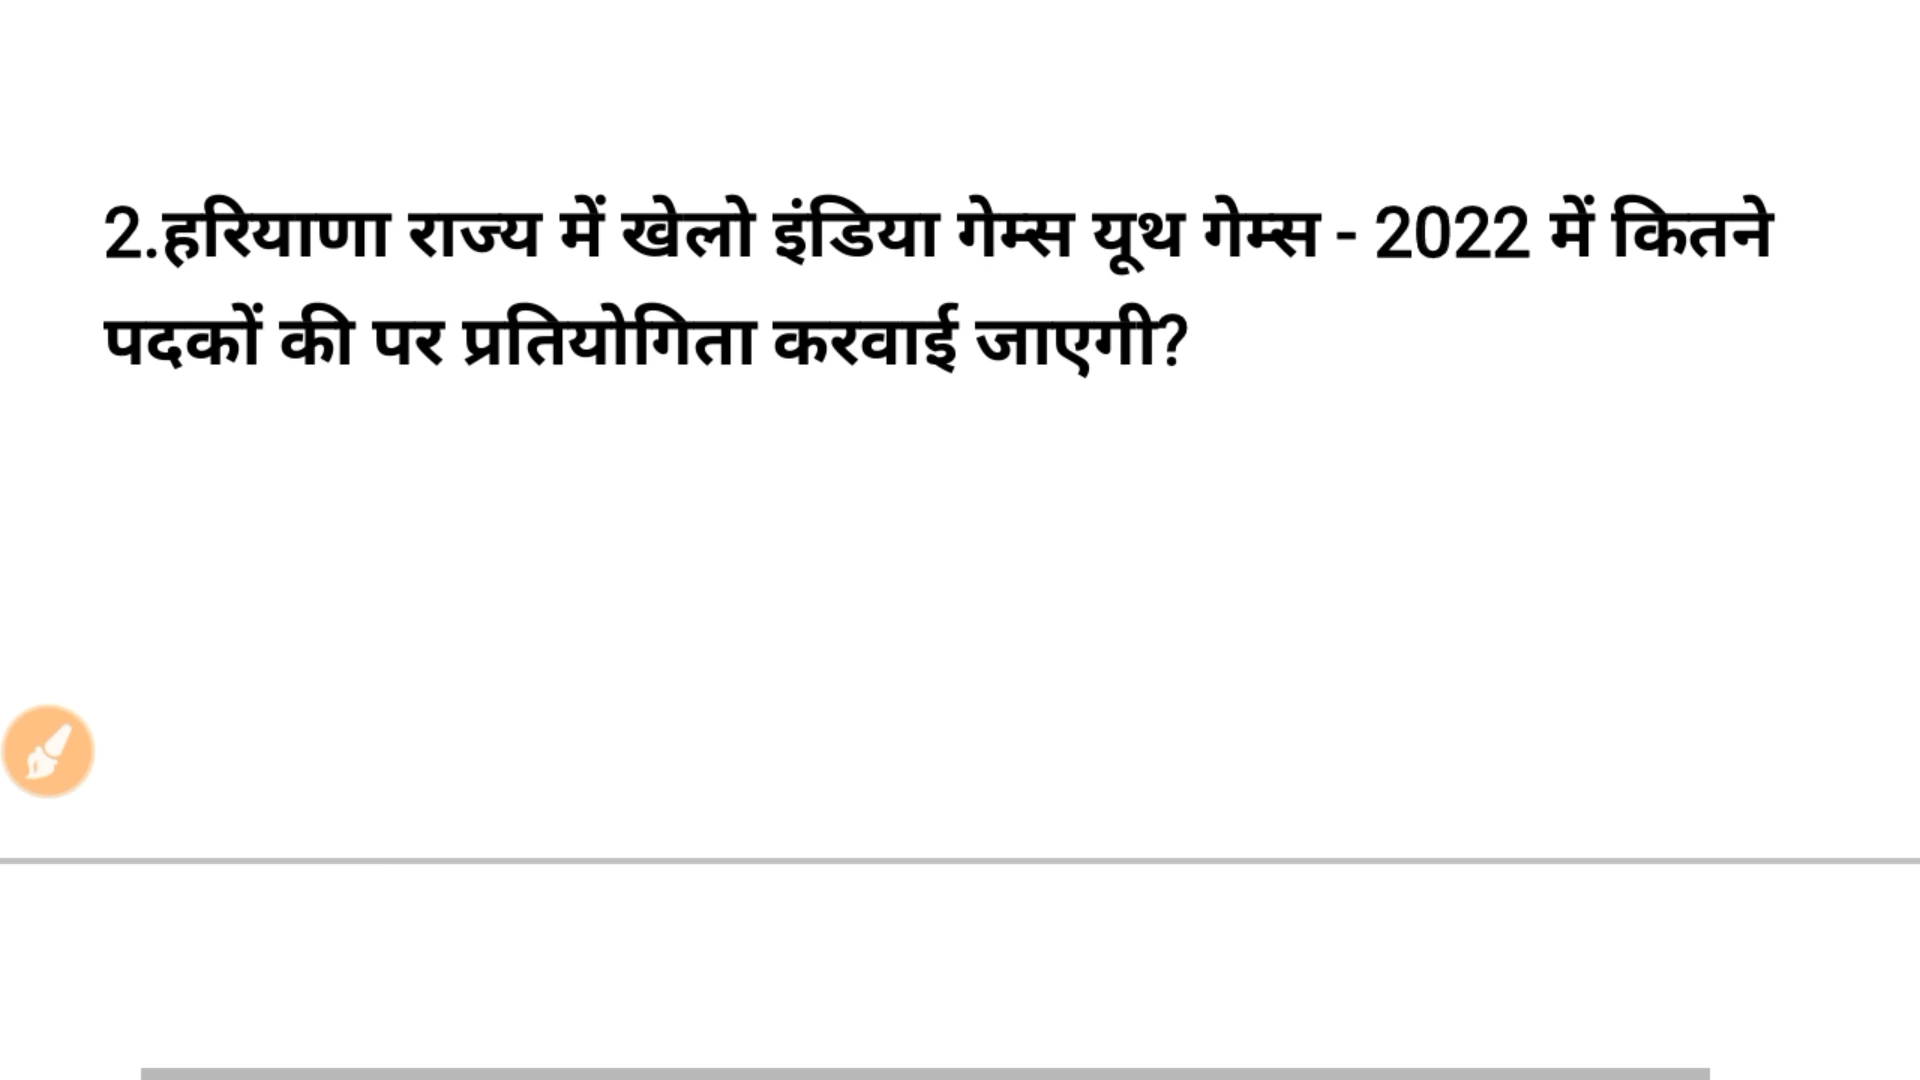 2.हरियाणा राज्य में खेलो इंडिया गेम्स यूथ गेम्स - 2022 में कितने
पदकों की पर प्रतियोगिता करवाई जाएगी?